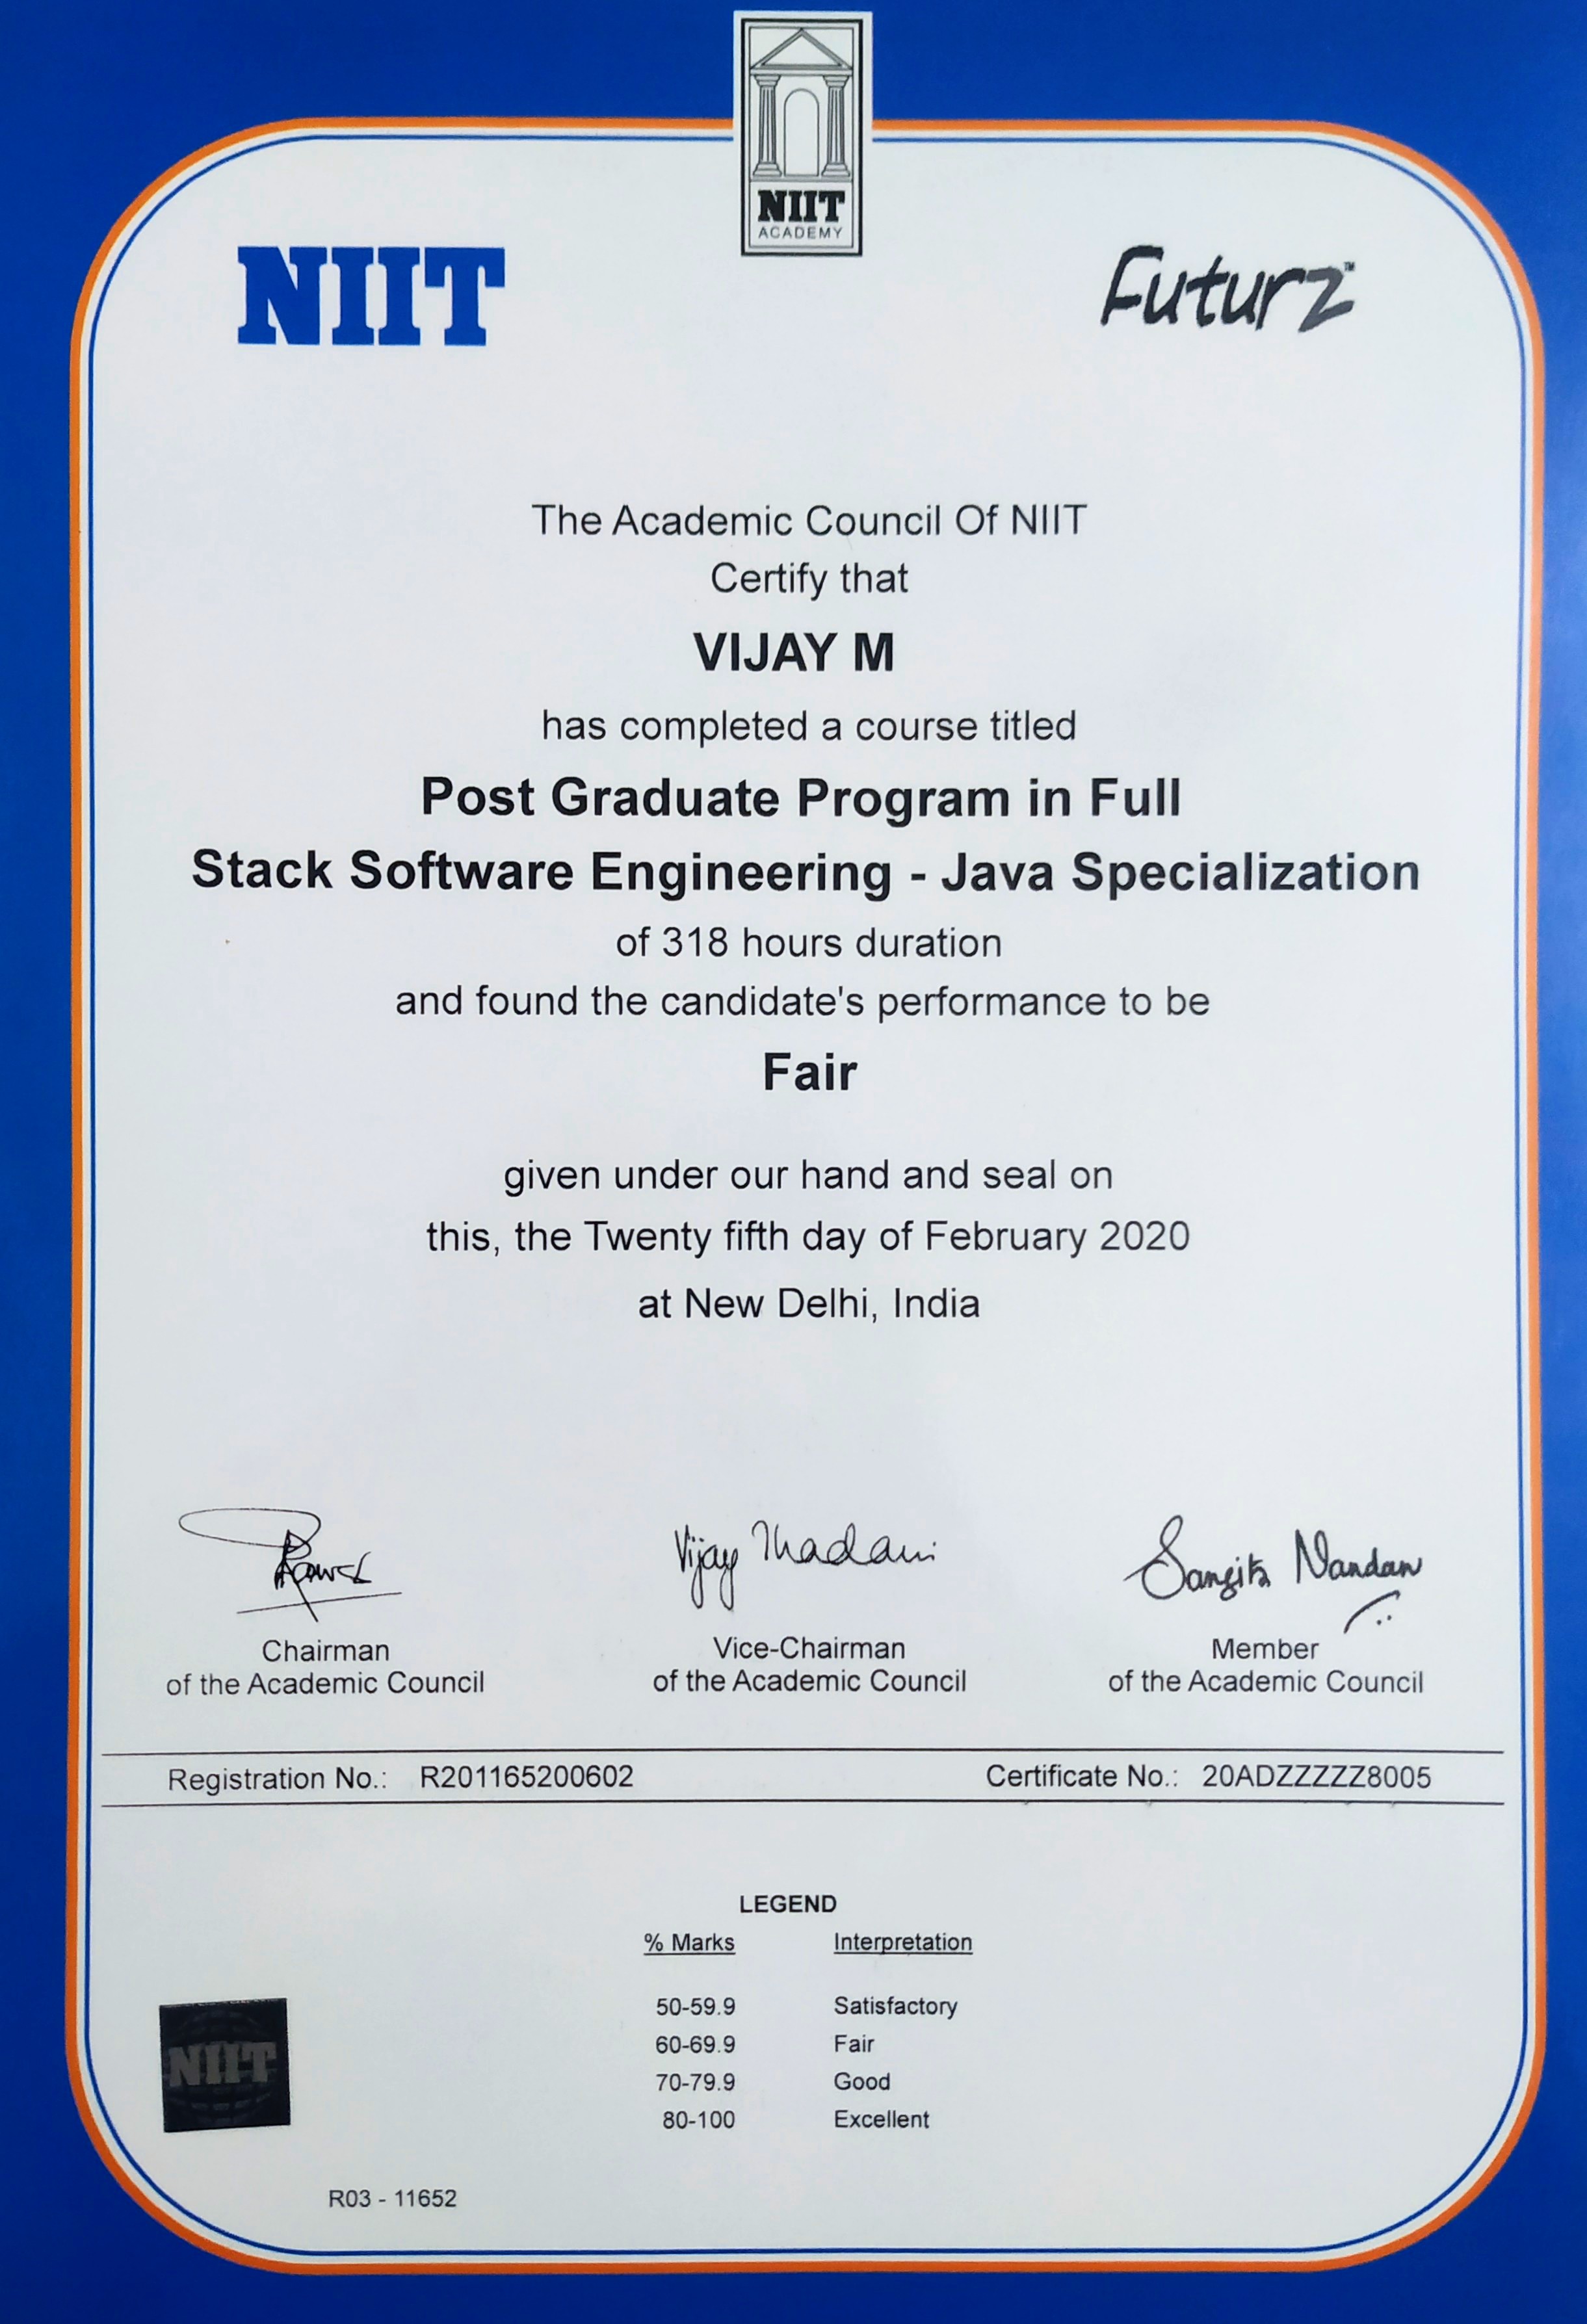 NIIT
ACADEMY
NIIT
Futurz™
The Academic Council Of NIIT
Certify that
VIJAY M
has completed a course titled
Post Graduate Program in Full
Stack Software Engineering - Java Specialization
of 318 hours duration
and found the candidate's performance to be
Fair
given under our hand and seal on
this, the Twenty fifth day of February 2020
at New Delhi, India
Vijay Thadani
Sangita Nandan
Chairman
of the Academic Council
Vice-Chairman
of the Academic Council
Member
of the Academic Council
Registration No.: R201165200602 Certificate No.: 20ADZZZZZ8005
LEGEND
% Marks Interpretation
50-59.9 Satisfactory
60-69.9 Fair
70-79.9 Good
80-100 Excellent
NIIT
R03 - 11652